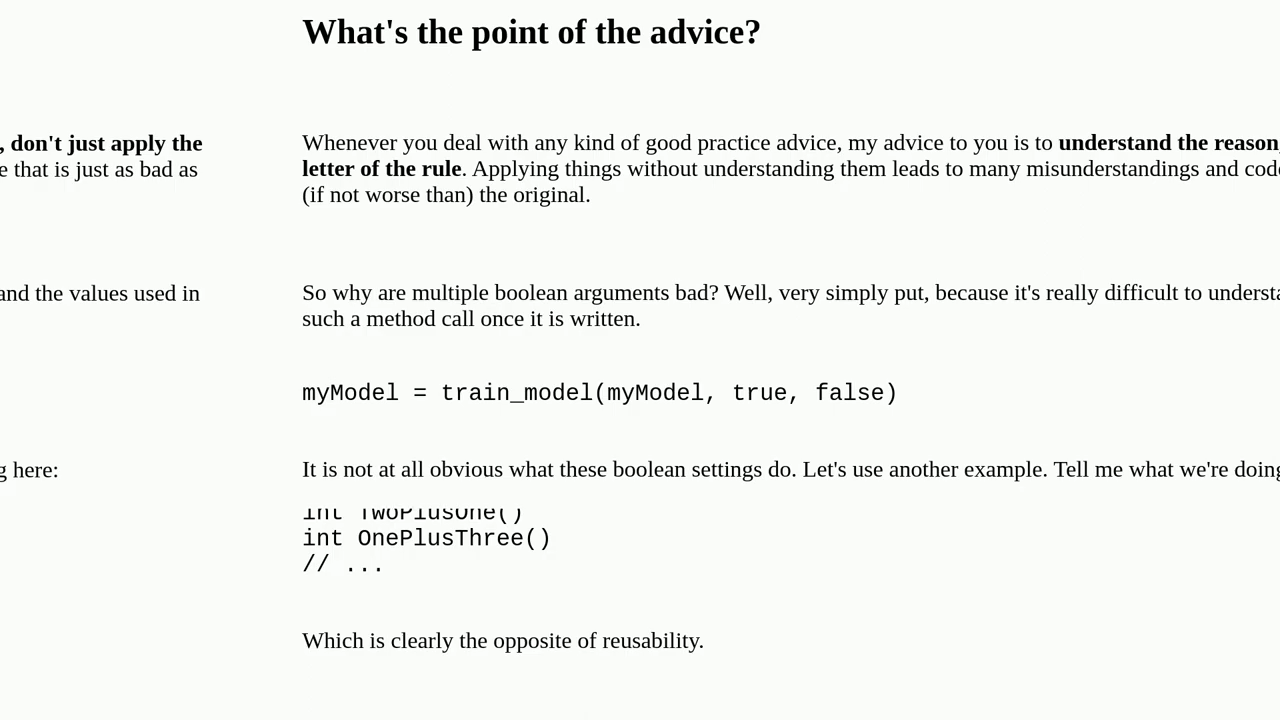 What's the point of the advice?
, don't just apply the
e that is just as bad as
Whenever you deal with any kind of good practice advice, my advice to you is to understand the reason,
letter of the rule. Applying things without understanding them leads to many misunderstandings and code
(if not worse than) the original.
and the values used in
So why are multiple boolean arguments bad? Well, very simply put, because it's really difficult to understa
such a method call once it is written.
myModel = train_model(myModel, true, false)
g here:
It is not at all obvious what these boolean settings do. Let's use another example. Tell me what we're doing
int TwoPlusOne()
int OnePlusThree()
// ...
Which is clearly the opposite of reusability.